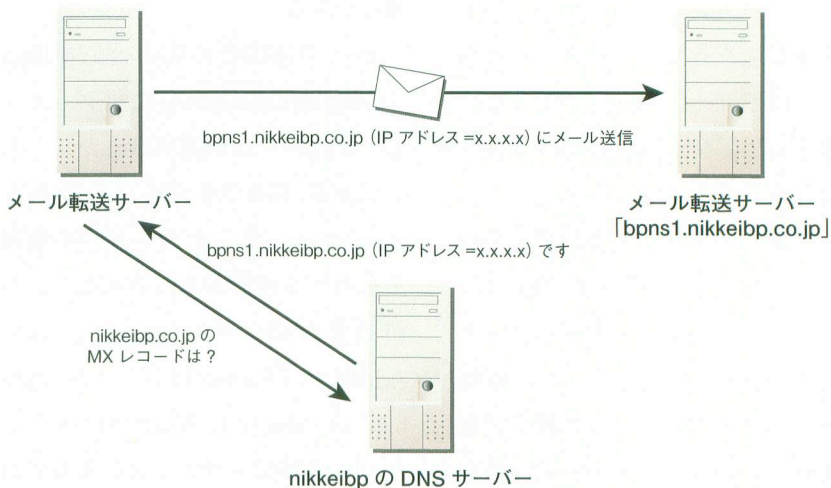 bpns1.nikkeibp.co.jp（IP アドレス=x.x.x.x）にメール送信
メール転送サーバー
メール転送サーバー
「bpns1.nikkeibp.co.jp」
bpns1.nikkeibp.co.jp（IP アドレス=x.x.x.x）です
nikkeibp.co.jp の
MX レコードは？
nikkeibp の DNS サーバー